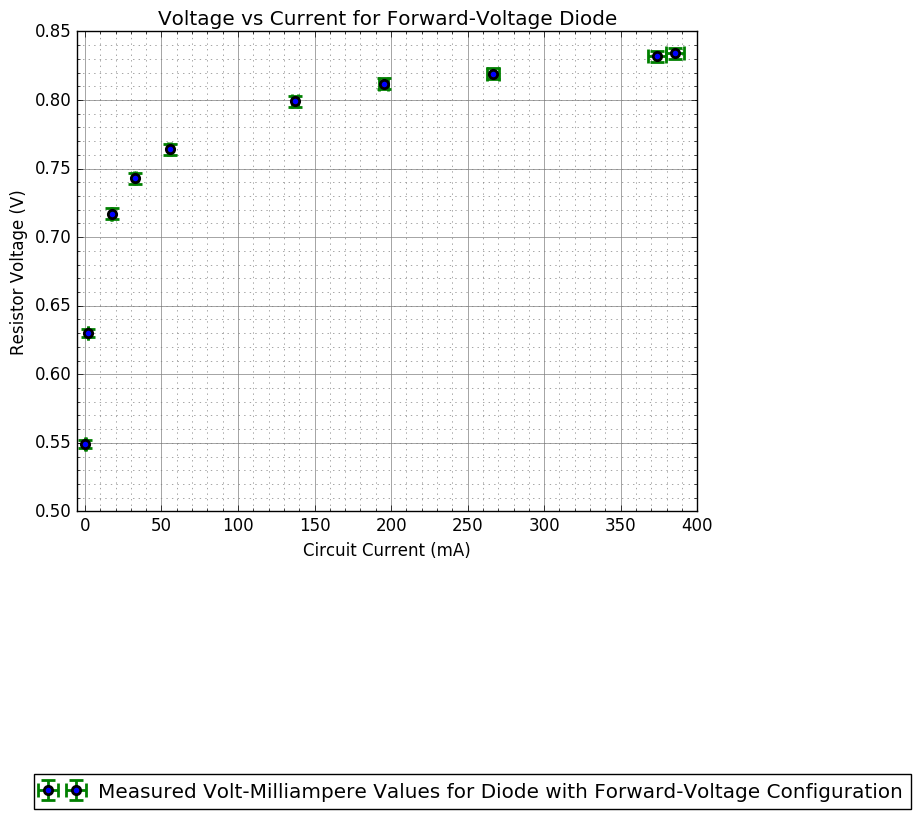 Voltage vs Current for Forward-Voltage Diode
0.85
0.80
0.75
0.70
0.65
0.60
0.55
0.50
Resistor Voltage (V)
0 50 100 150 200 250 300 350 400
Circuit Current (mA)
Measured Volt-Milliampere Values for Diode with Forward-Voltage Configuration